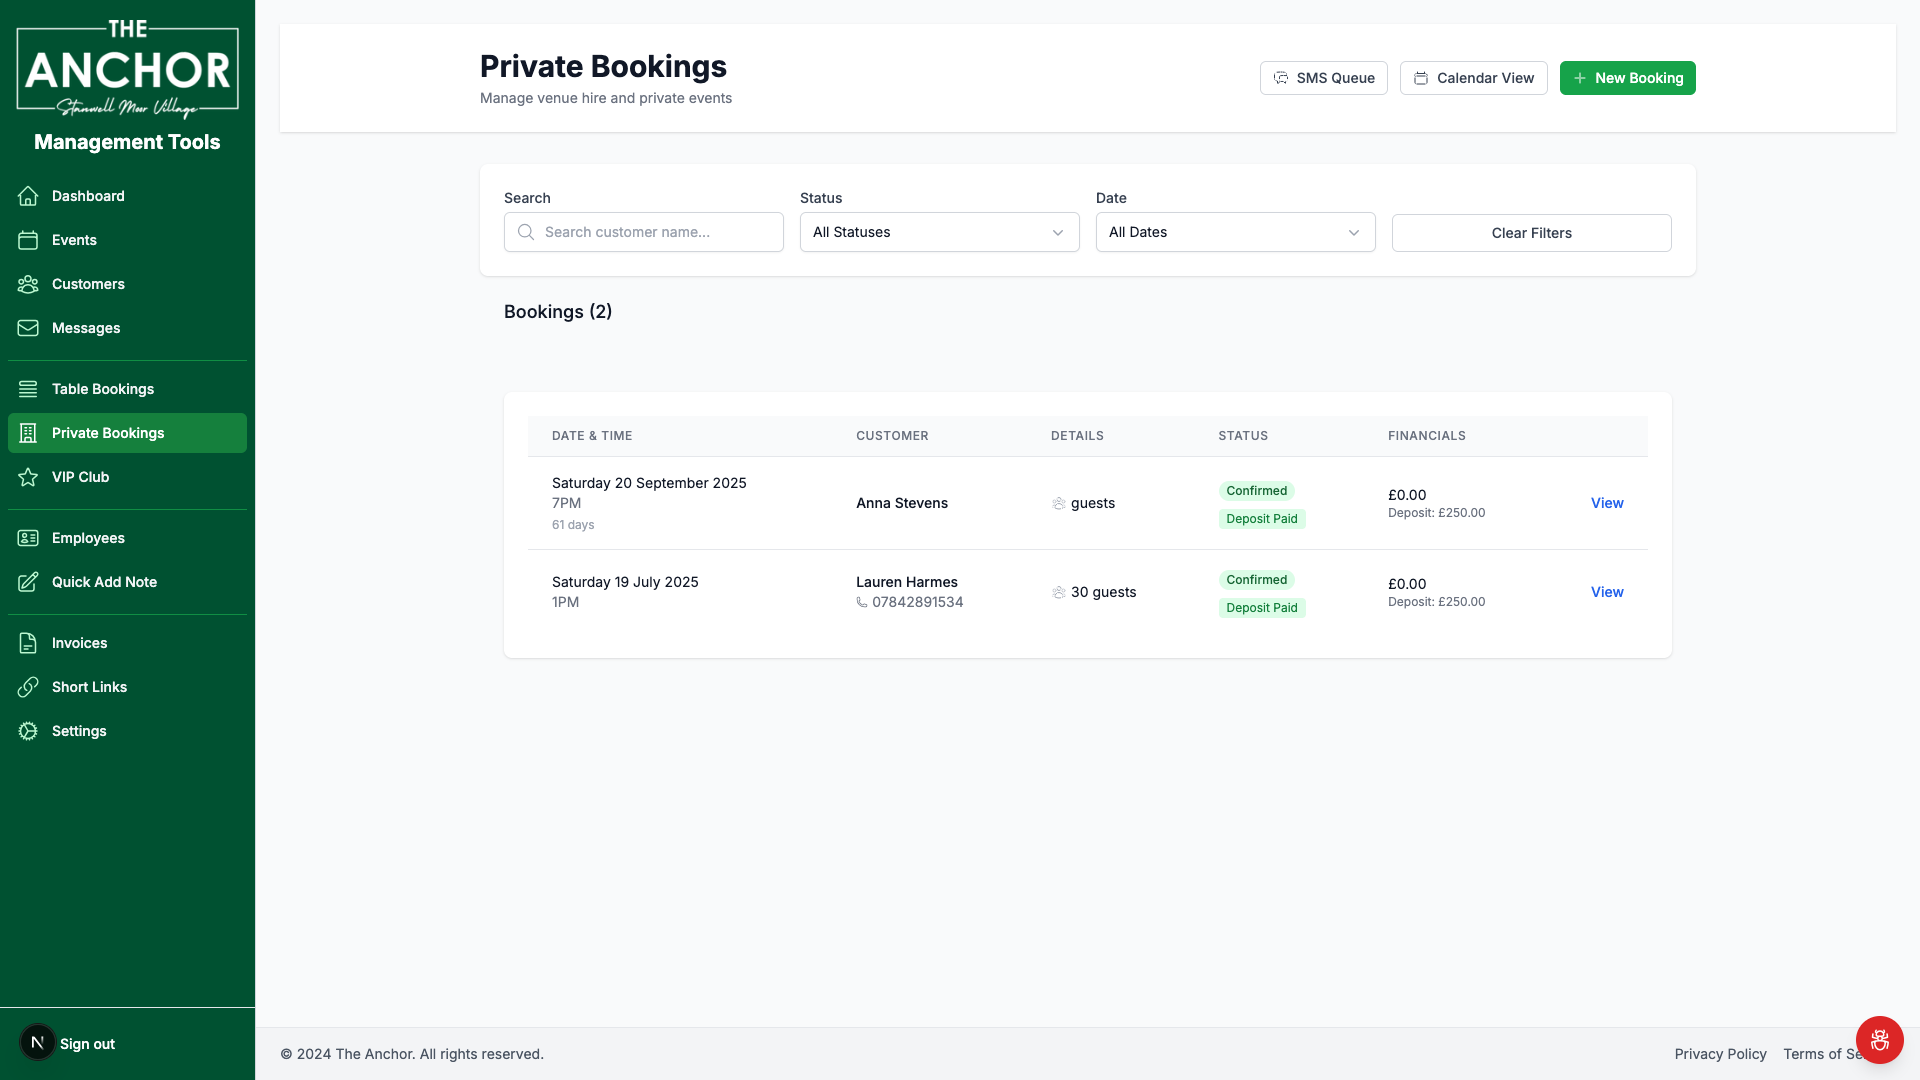 THE
ANCHOR
Stanwell Moor Village
Management Tools
Dashboard
Events
Customers
Messages
Table Bookings
Private Bookings
VIP Club
Employees
Quick Add Note
Invoices
Short Links
Settings
N
Sign out
Private Bookings
Manage venue hire and private events
SMS Queue
Calendar View
New Booking
Search
Status
Date
Search customer name...
All Statuses
All Dates
Clear Filters
Bookings (2)
DATE & TIME CUSTOMER DETAILS STATUS FINANCIALS
Saturday 20 September 2025
7PM
61 days
Anna Stevens
guests
Confirmed
Deposit Paid
£0.00
Deposit: £250.00
View
Saturday 19 July 2025
1PM
Lauren Harmes
07842891534
30 guests
Confirmed
Deposit Paid
£0.00
Deposit: £250.00
View
© 2024 The Anchor. All rights reserved.
Privacy Policy
Terms of